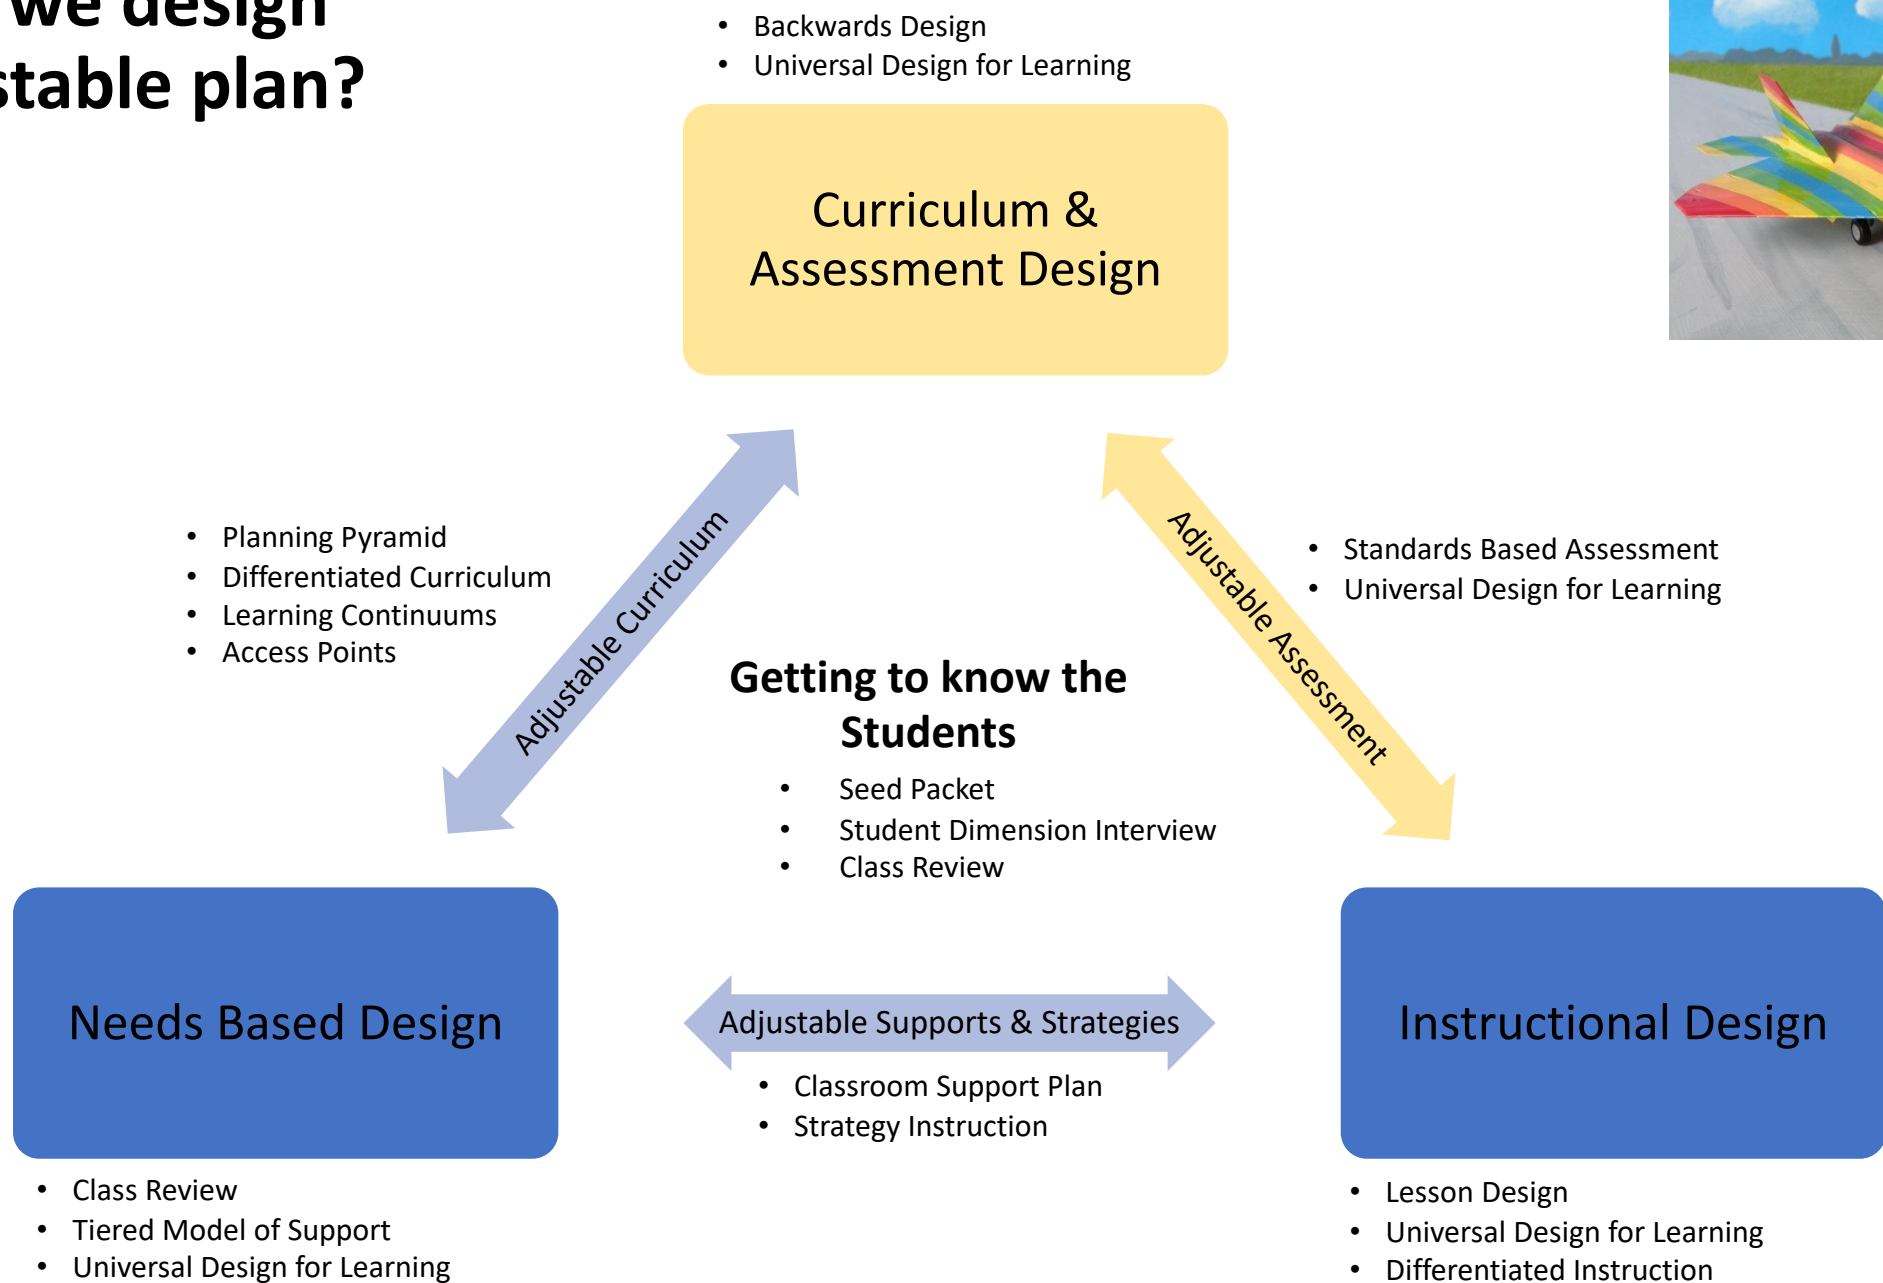 we design
stable plan?
• Backwards Design
• Universal Design for Learning
Curriculum &
Assessment Design
• Planning Pyramid
• Differentiated Curriculum
• Learning Continuums
• Access Points
Adjustable Curriculum
Adjustable Assessment
• Standards Based Assessment
• Universal Design for Learning
Getting to know the
Students
• Seed Packet
• Student Dimension Interview
• Class Review
Needs Based Design
Adjustable Supports & Strategies
Instructional Design
• Classroom Support Plan
• Strategy Instruction
• Class Review
• Tiered Model of Support
• Universal Design for Learning
• Lesson Design
• Universal Design for Learning
• Differentiated Instruction